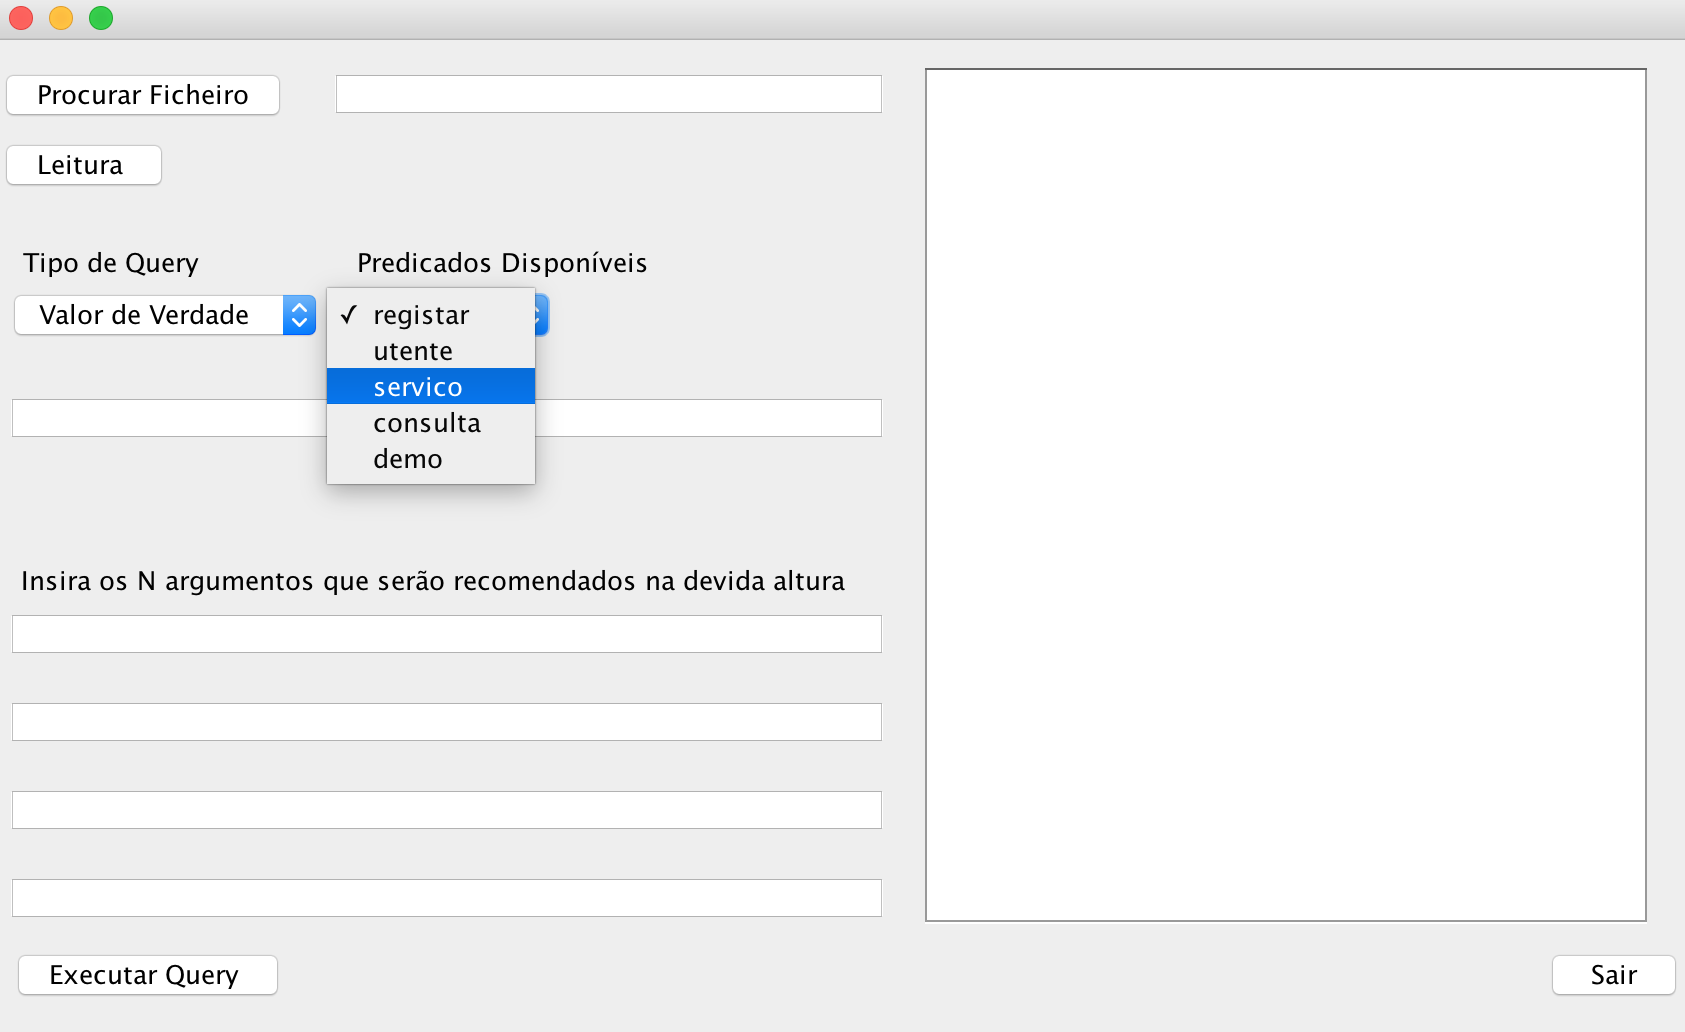 Procurar Ficheiro
Leitura
Tipo de Query
Predicados Disponíveis
Valor de Verdade
✓ registar
utente
servico
consulta
demo
Insira os N argumentos que serão recomendados na devida altura
Executar Query
Sair